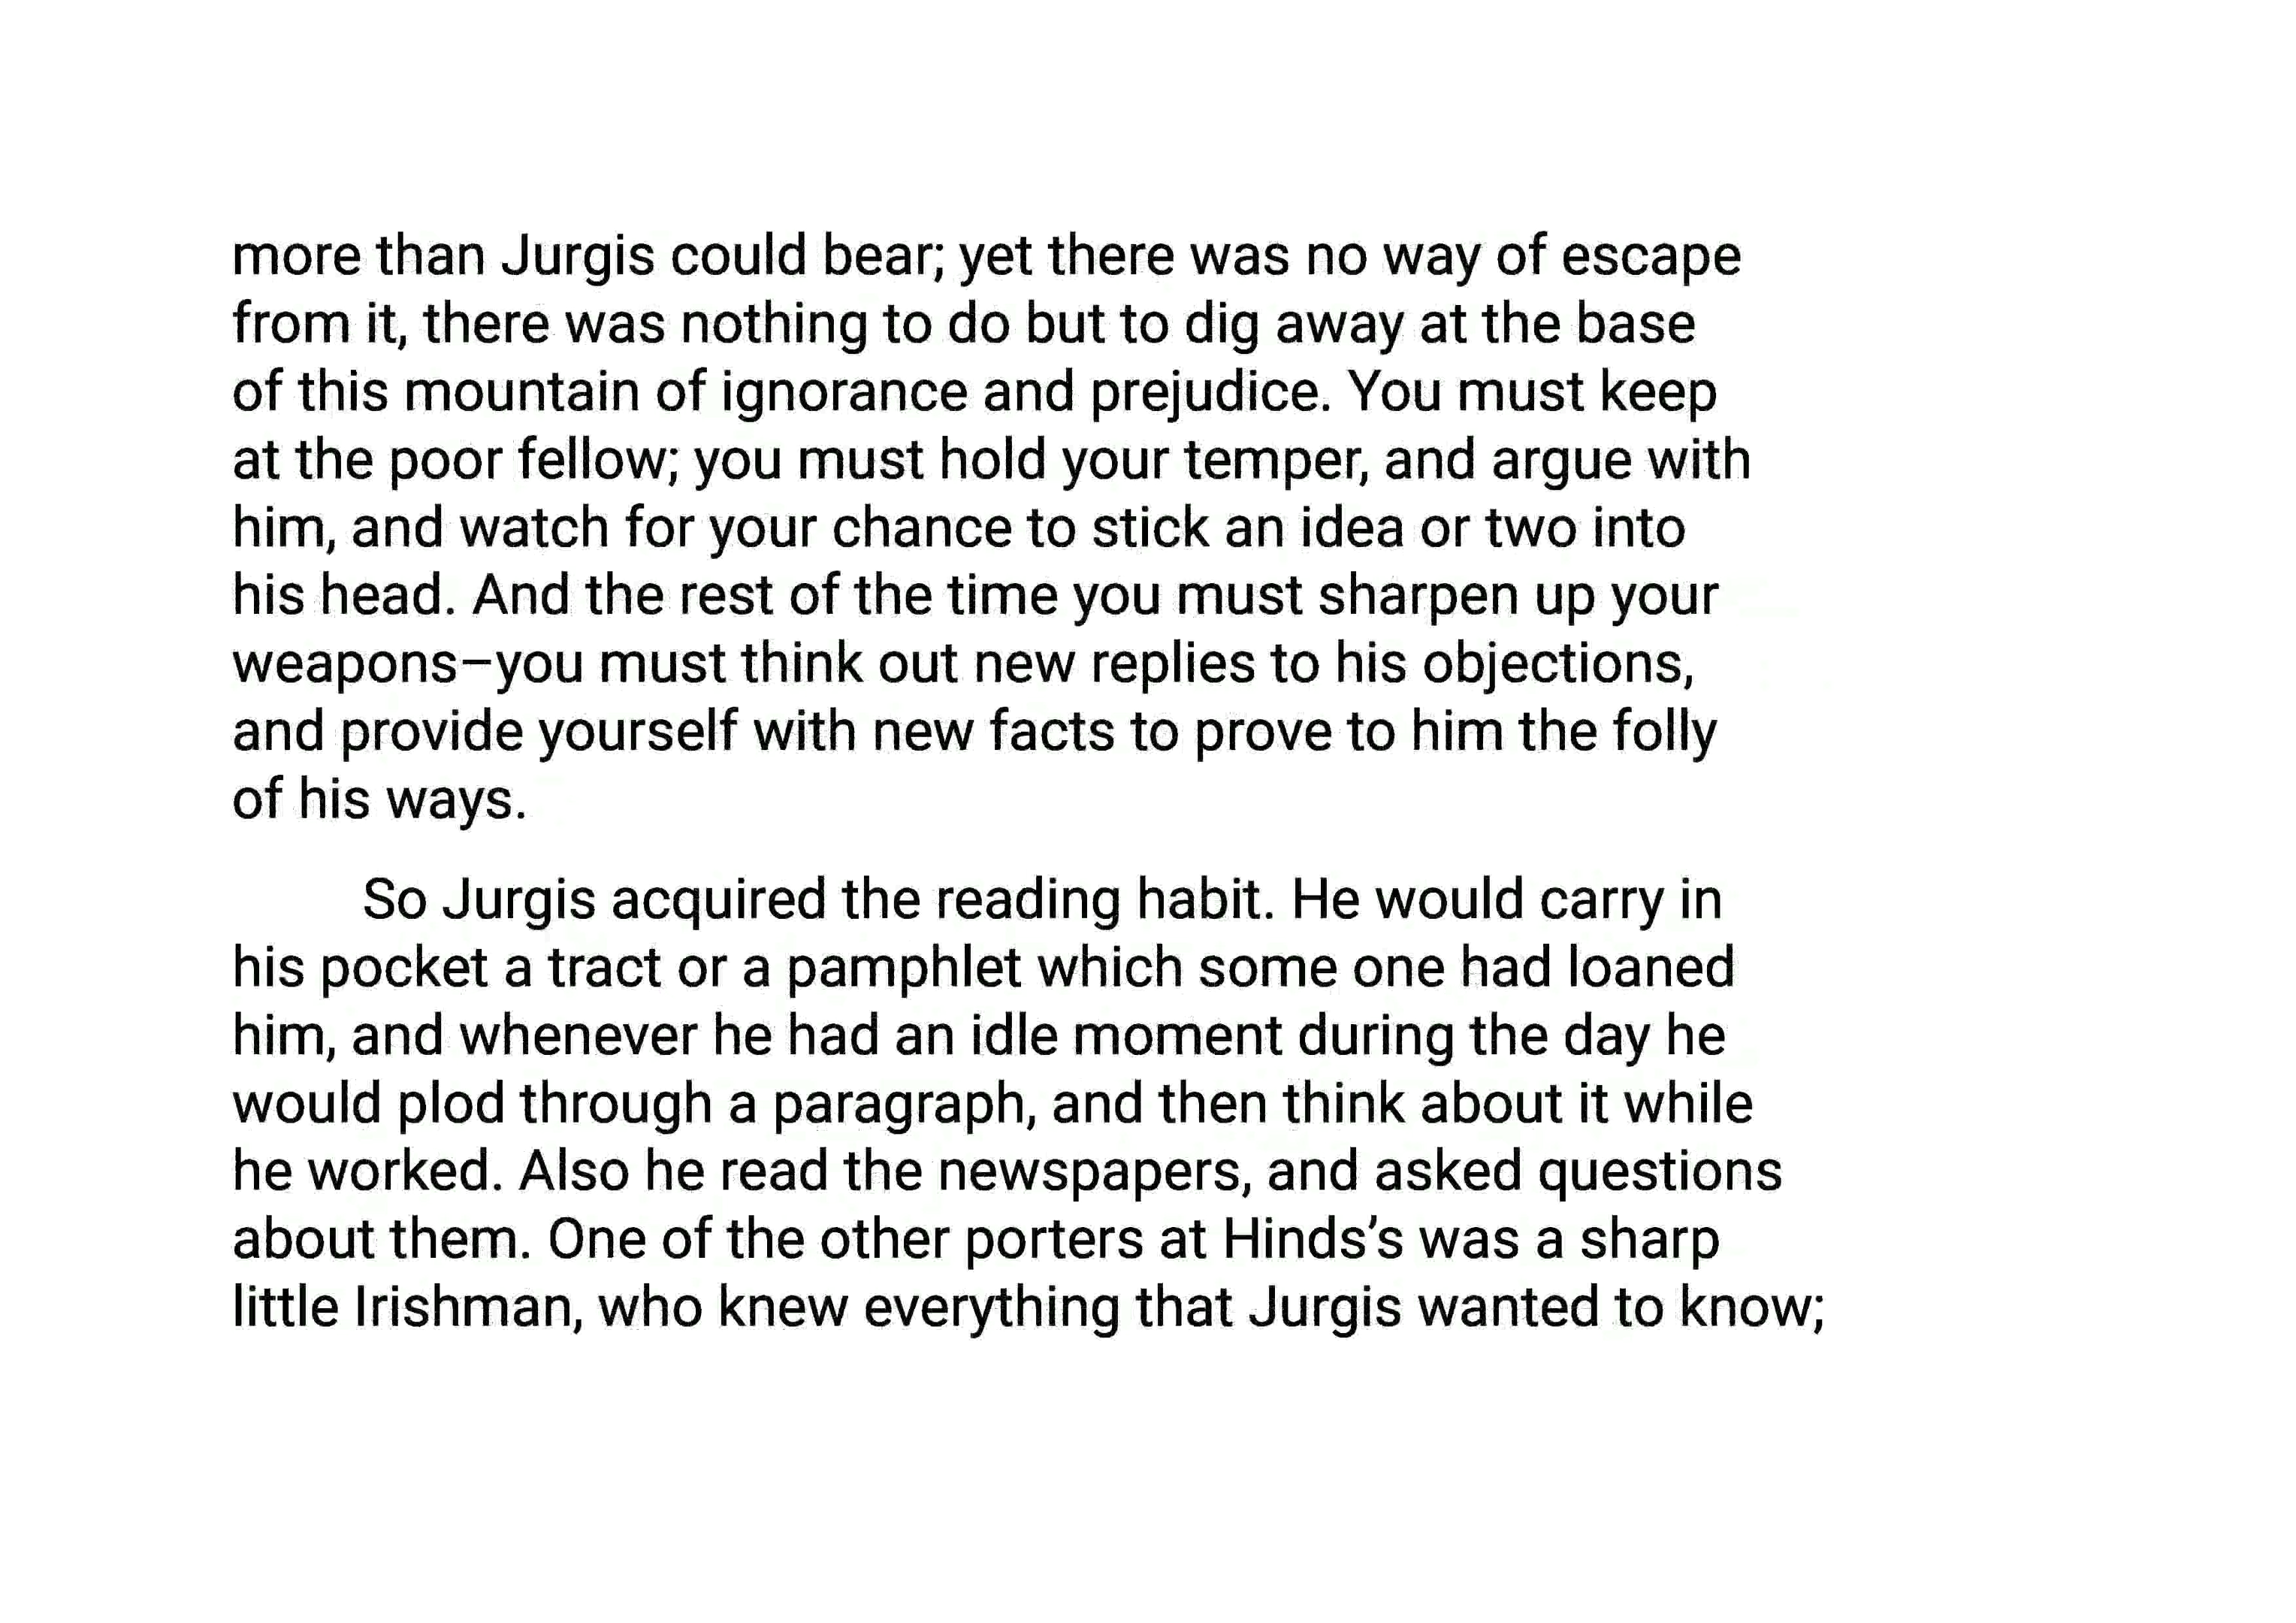 more than Jurgis could bear; yet there was no way of escape
from it, there was nothing to do but to dig away at the base
of this mountain of ignorance and prejudice. You must keep
at the poor fellow; you must hold your temper, and argue with
him, and watch for your chance to stick an idea or two into
his head. And the rest of the time you must sharpen up your
weapons–you must think out new replies to his objections,
and provide yourself with new facts to prove to him the folly
of his ways.
So Jurgis acquired the reading habit. He would carry in
his pocket a tract or a pamphlet which some one had loaned
him, and whenever he had an idle moment during the day he
would plod through a paragraph, and then think about it while
he worked. Also he read the newspapers, and asked questions
about them. One of the other porters at Hinds’s was a sharp
little Irishman, who knew everything that Jurgis wanted to know;